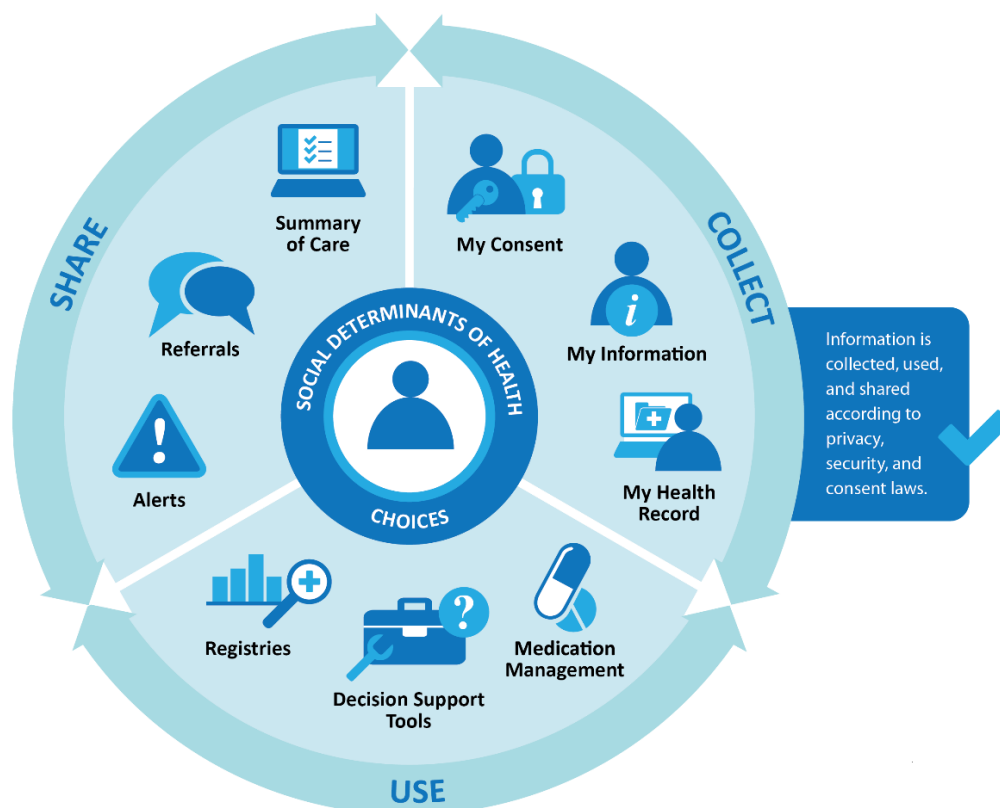 SHARE
COLLECT
USE
Summary
of Care
My Consent
Referrals
My Information
Alerts
My Health
Record
SOCIAL DETERMINANTS OF HEALTH
CHOICES
i
!
Registries
?
Decision Support
Tools
Medication
Management
Information is
collected, used,
and shared
according to
privacy,
security, and
consent laws.